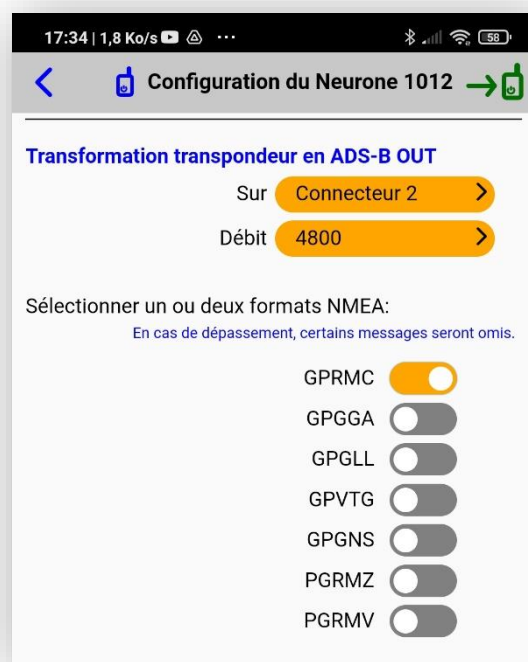 17:34 | 1,8 Ko/s ··· 58
Configuration du Neurone 1012
Transformation transpondeur en ADS-B OUT
Sur Connecteur 2
Débit 4800
Sélectionner un ou deux formats NMEA:
En cas de dépassement, certains messages seront omis.
GPRMC
GPGGA
GPGLL
GPVTG
GPGNS
PGRMZ
PGRMV